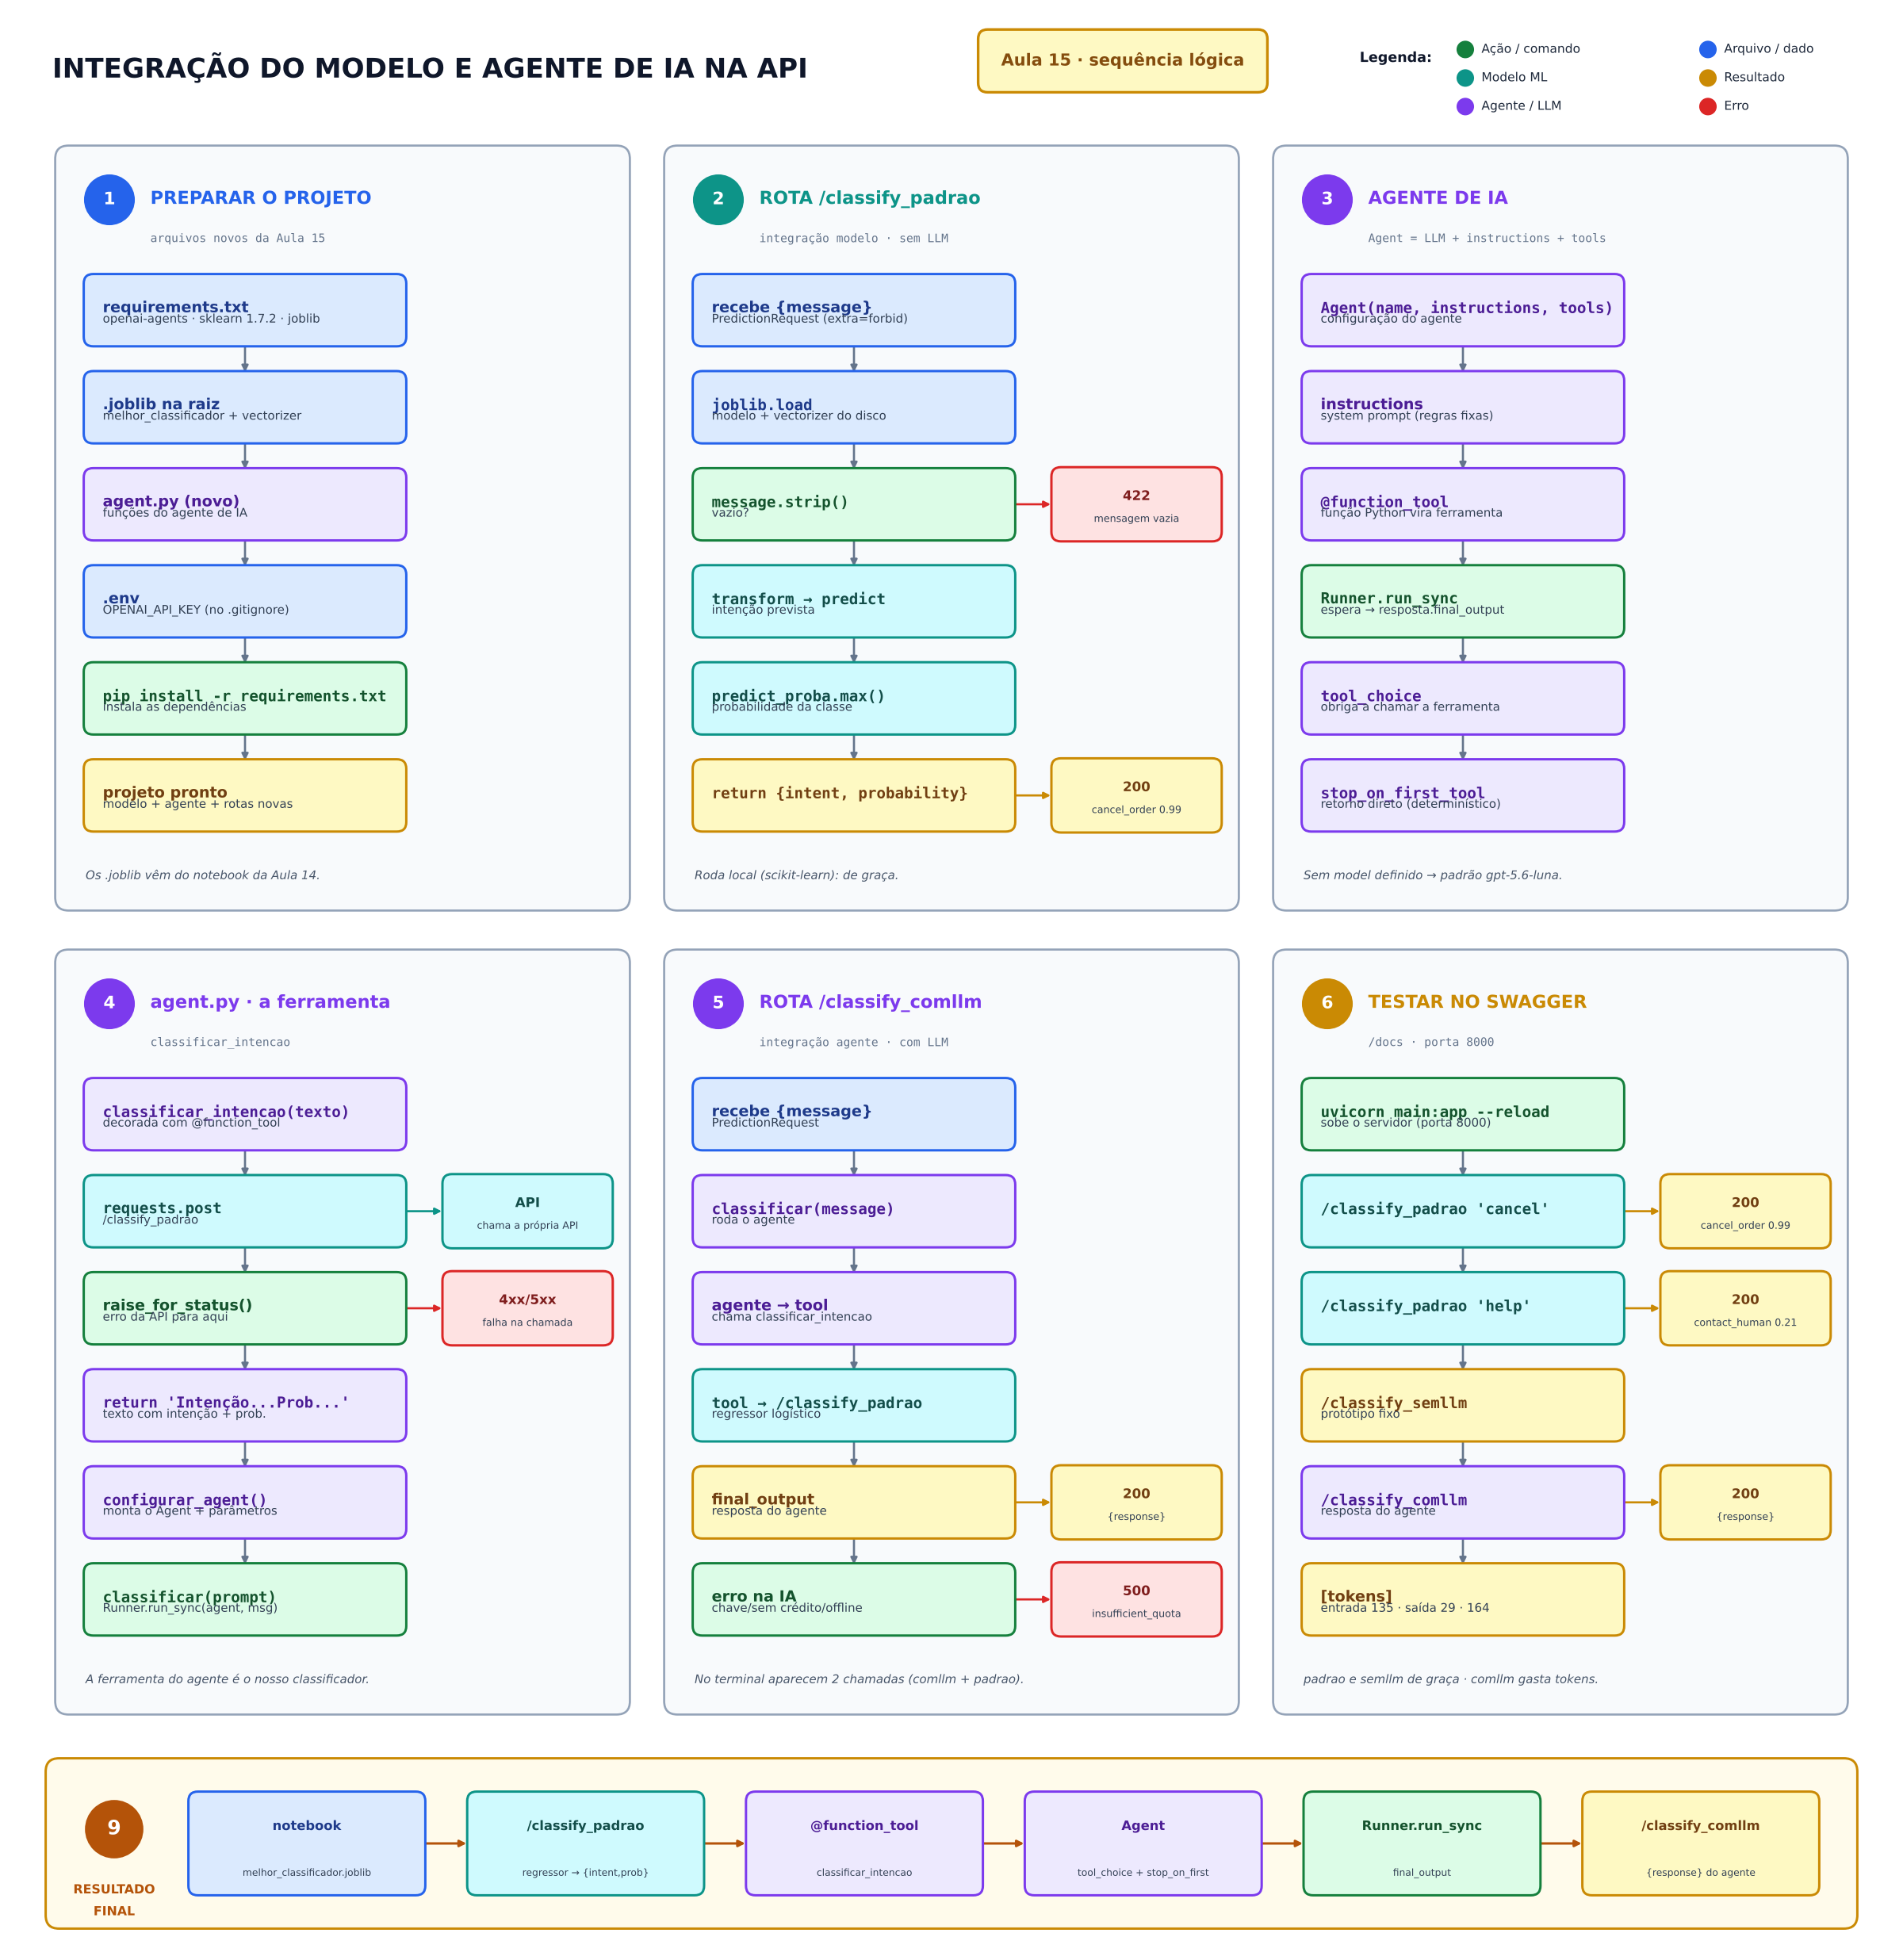 INTEGRAÇÃO DO MODELO E AGENTE DE IA NA API
Aula 15 · sequência lógica
Legenda:
Ação / comando
Arquivo / dado
Modelo ML
Resultado
Agente / LLM
Erro
1
PREPARAR O PROJETO
arquivos novos da Aula 15
requirements.txt
openai-agents · sklearn 1.7.2 · joblib
.joblib na raiz
melhor_classificador + vectorizer
agent.py (novo)
funções do agente de IA
.env
OPENAI_API_KEY (no .gitignore)
pip install -r requirements.txt
instala as dependências
projeto pronto
modelo + agente + rotas novas
Os .joblib vêm do notebook da Aula 14.
2
ROTA /classify_padrao
integração modelo · sem LLM
recebe {message}
PredictionRequest (extra=forbid)
joblib.load
modelo + vectorizer do disco
message.strip()
vazio?
422
mensagem vazia
transform → predict
intenção prevista
predict_proba.max()
probabilidade da classe
return {intent, probability}
200
cancel_order 0.99
Roda local (scikit-learn): de graça.
3
AGENTE DE IA
Agent = LLM + instructions + tools
Agent(name, instructions, tools)
configuração do agente
instructions
system prompt (regras fixas)
@function_tool
função Python vira ferramenta
Runner.run_sync
espera → resposta.final_output
tool_choice
obriga a chamar a ferramenta
stop_on_first_tool
retorno direto (determinístico)
Sem model definido → padrão gpt-5.6-luna.
4
agent.py · a ferramenta
classificar_intencao
classificar_intencao(texto)
decorada com @function_tool
requests.post
/classify_padrao
API
chama a própria API
raise_for_status()
erro da API para aqui
4xx/5xx
falha na chamada
return 'Intenção...Prob...'
texto com intenção + prob.
configurar_agent()
monta o Agent + parâmetros
classificar(prompt)
Runner.run_sync(agent, msg)
A ferramenta do agente é o nosso classificador.
5
ROTA /classify_comllm
integração agente · com LLM
recebe {message}
PredictionRequest
classificar(message)
roda o agente
agente → tool
chama classificar_intencao
tool → /classify_padrao
regressor logístico
final_output
resposta do agente
200
{response}
erro na IA
chave/sem crédito/offline
500
insufficient_quota
No terminal aparecem 2 chamadas (comllm + padrao).
6
TESTAR NO SWAGGER
/docs · porta 8000
uvicorn main:app --reload
sobe o servidor (porta 8000)
/classify_padrao 'cancel'
200
cancel_order 0.99
/classify_padrao 'help'
200
contact_human 0.21
/classify_semllm
protótipo fixo
/classify_comllm
resposta do agente
200
{response}
[tokens]
entrada 135 · saída 29 · 164
padrao e semllm de graça · comllm gasta tokens.
9
RESULTADO
FINAL
notebook
melhor_classificador.joblib
/classify_padrao
regressor → {intent,prob}
@function_tool
classificar_intencao
Agent
tool_choice + stop_on_first
Runner.run_sync
final_output
/classify_comllm
{response} do agente